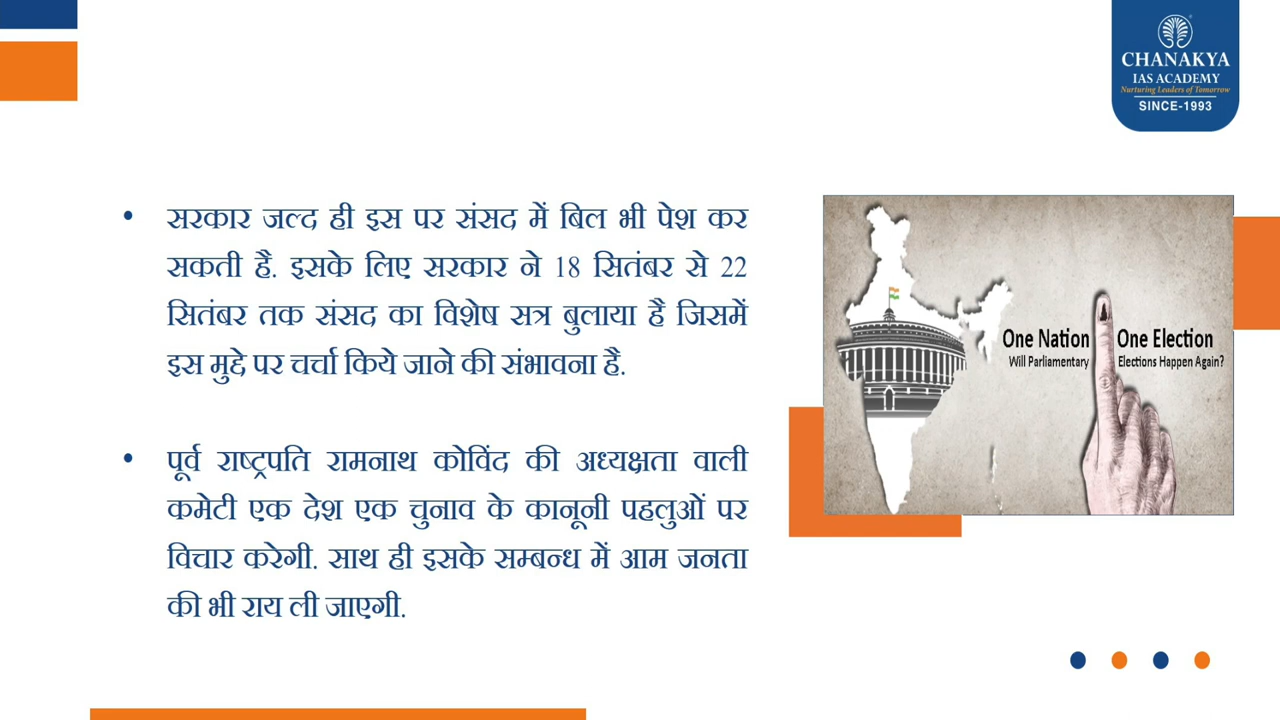 CHANAKYA
IAS ACADEMY
Nurturing Leaders of Tomorrow
SINCE-1993
• सरकार जल्द ही इस पर संसद में बिल भी पेश कर
सकती है. इसके लिए सरकार ने 18 सितंबर से 22
सितंबर तक संसद का विशेष सत्र बुलाया है जिसमें
इस मुद्दे पर चर्चा किये जाने की संभावना है.
• पूर्व राष्ट्रपति रामनाथ कोविंद की अध्यक्षता वाली
कमेटी एक देश एक चुनाव के कानूनी पहलुओं पर
विचार करेगी. साथ ही इसके सम्बन्ध में आम जनता
की भी राय ली जाएगी.
One Nation One Election
Will Parliamentary Elections Happen Again?